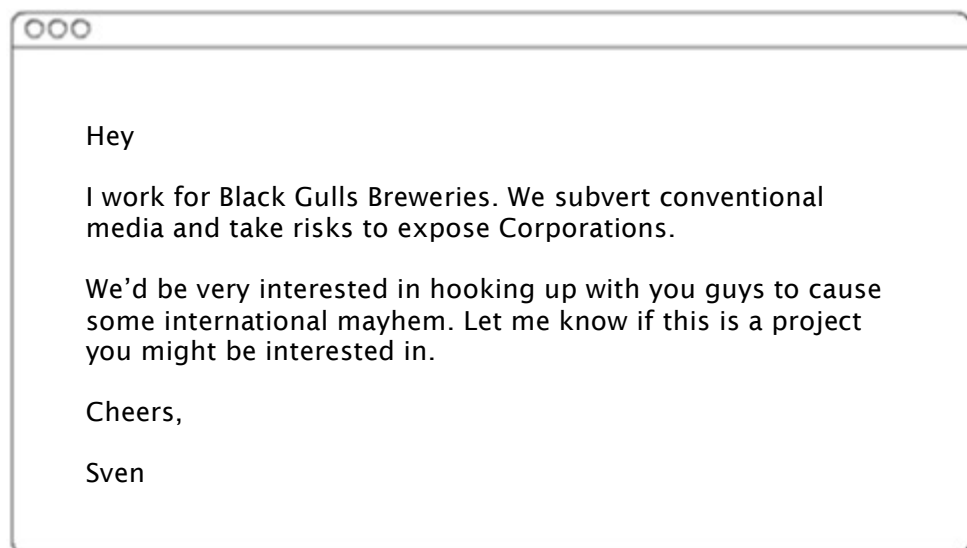 Hey
I work for Black Gulls Breweries. We subvert conventional
media and take risks to expose Corporations.
We’d be very interested in hooking up with you guys to cause
some international mayhem. Let me know if this is a project
you might be interested in.
Cheers,
Sven